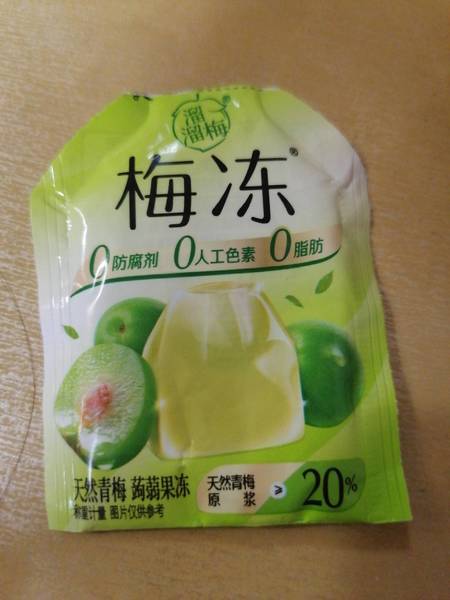 溜
溜梅®
梅冻®
0防腐剂 0人工色素 0脂肪
天然青梅 蒟蒻果冻
称重计量 图片仅供参考
天然青梅
原浆
≥
20%